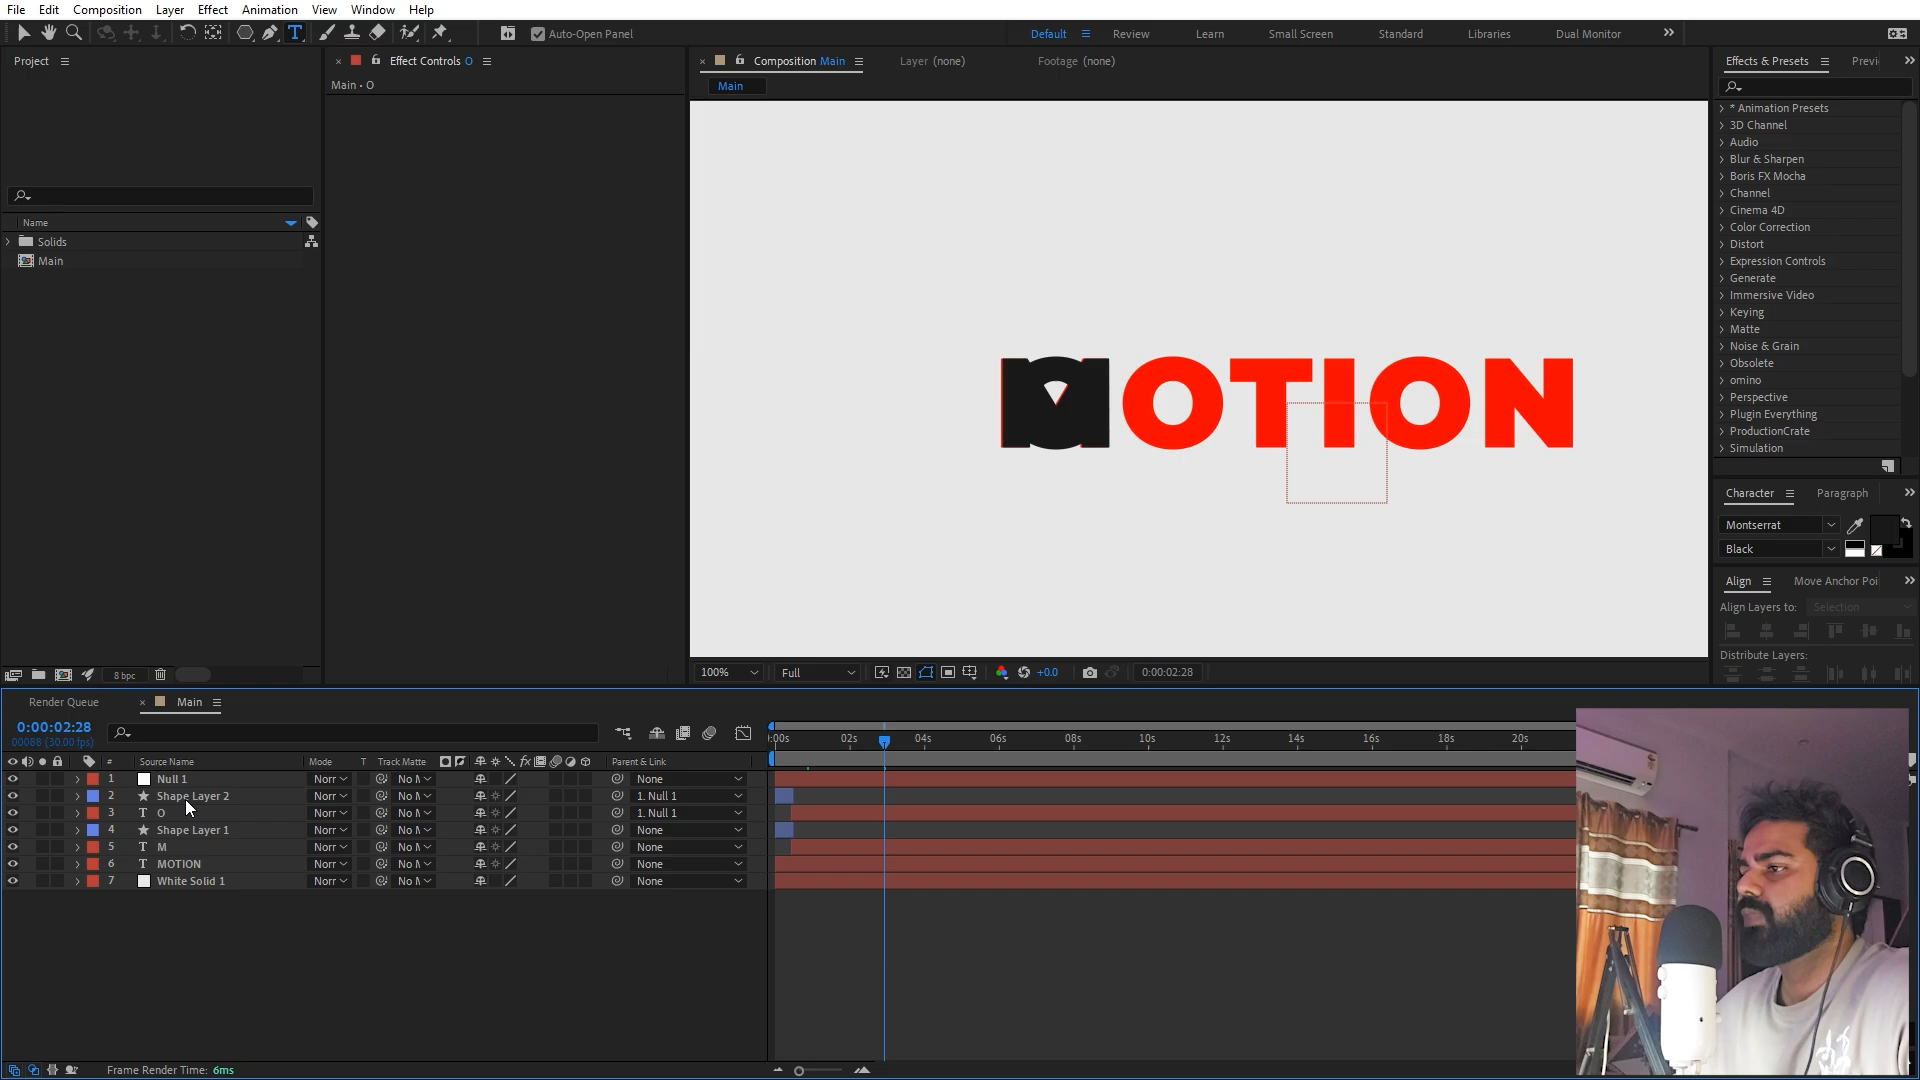 File Edit Composition Layer Effect Animation View Window Help
Auto-Open Panel
Default Review Learn Small Screen Standard Libraries Dual Monitor
Project
Effect Controls O
Main • O
Composition Main
Layer (none)
Footage (none)
Main
Name
Solids
Main
8 bpc
MOTION
100% Full +0.0 0:00:02:28
Effects & Presets
* Animation Presets
3D Channel
Audio
Blur & Sharpen
Boris FX Mocha
Channel
Cinema 4D
Color Correction
Distort
Expression Controls
Generate
Immersive Video
Keying
Matte
Noise & Grain
Obsolete
omino
Perspective
Plugin Everything
ProductionCrate
Simulation
Character Paragraph
Montserrat
Black
Align Move Anchor Poi
Align Layers to: Selection
Distribute Layers:
Render Queue Main
0:00:02:28
00088 (30.00 fps)
02s 04s 06s 08s 10s 12s 14s 16s 18s 20s
# Source Name Mode T Track Matte fx Parent & Link
1 Null 1 Norr No None
2 Shape Layer 2 Norr No 1. Null 1
3 T O Norr No 1. Null 1
4 Shape Layer 1 Norr No None
5 T M Norr No None
6 T MOTION Norr No None
7 White Solid 1 Norr No None
Frame Render Time: 6ms